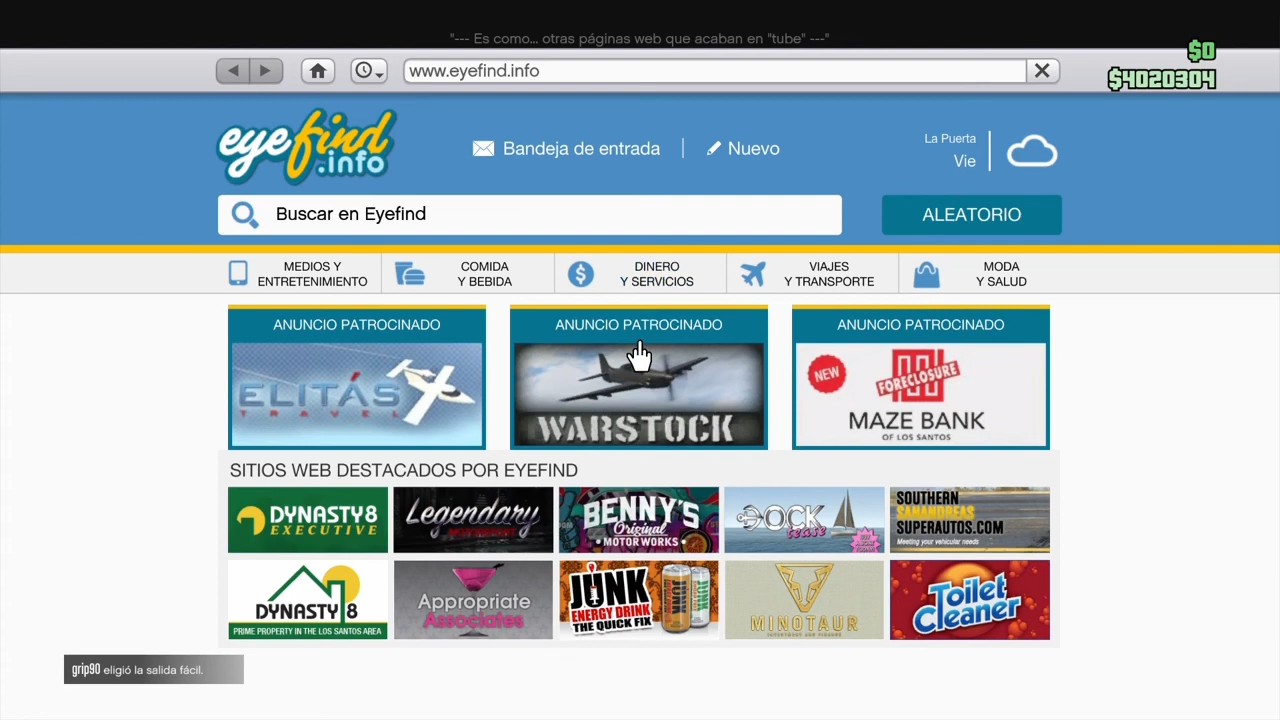 "--- Es como... otras páginas web que acaban en "tube" ---"
$0
$4020304
www.eyefind.info
eyefind
.info
Bandeja de entrada
Nuevo
La Puerta
Vie
Buscar en Eyefind
ALEATORIO
MEDIOS Y
ENTRETENIMIENTO
COMIDA
Y BEBIDA
DINERO
Y SERVICIOS
VIAJES
Y TRANSPORTE
MODA
Y SALUD
ANUNCIO PATROCINADO
ELITÁS
TRAVEL
ANUNCIO PATROCINADO
WARSTOCK
ANUNCIO PATROCINADO
NEW
FORECLOSURE
MAZE BANK
OF LOS SANTOS
SITIOS WEB DESTACADOS POR EYEFIND
DYNASTY 8
EXECUTIVE
Legendary
MOTORSPORT
BENNY'S
Original
MOTOR WORKS
DOCK
tease
SOUTHERN
SANANDREAS
SUPERAUTOS.COM
Meeting your vehicular needs
DYNASTY 8
PRIME PROPERTY IN THE LOS SANTOS AREA
Appropriate
Associates
JUNK
ENERGY DRINK
THE QUICK FIX
MINOTAUR
Toilet
Cleaner
grip90 eligió la salida fácil.